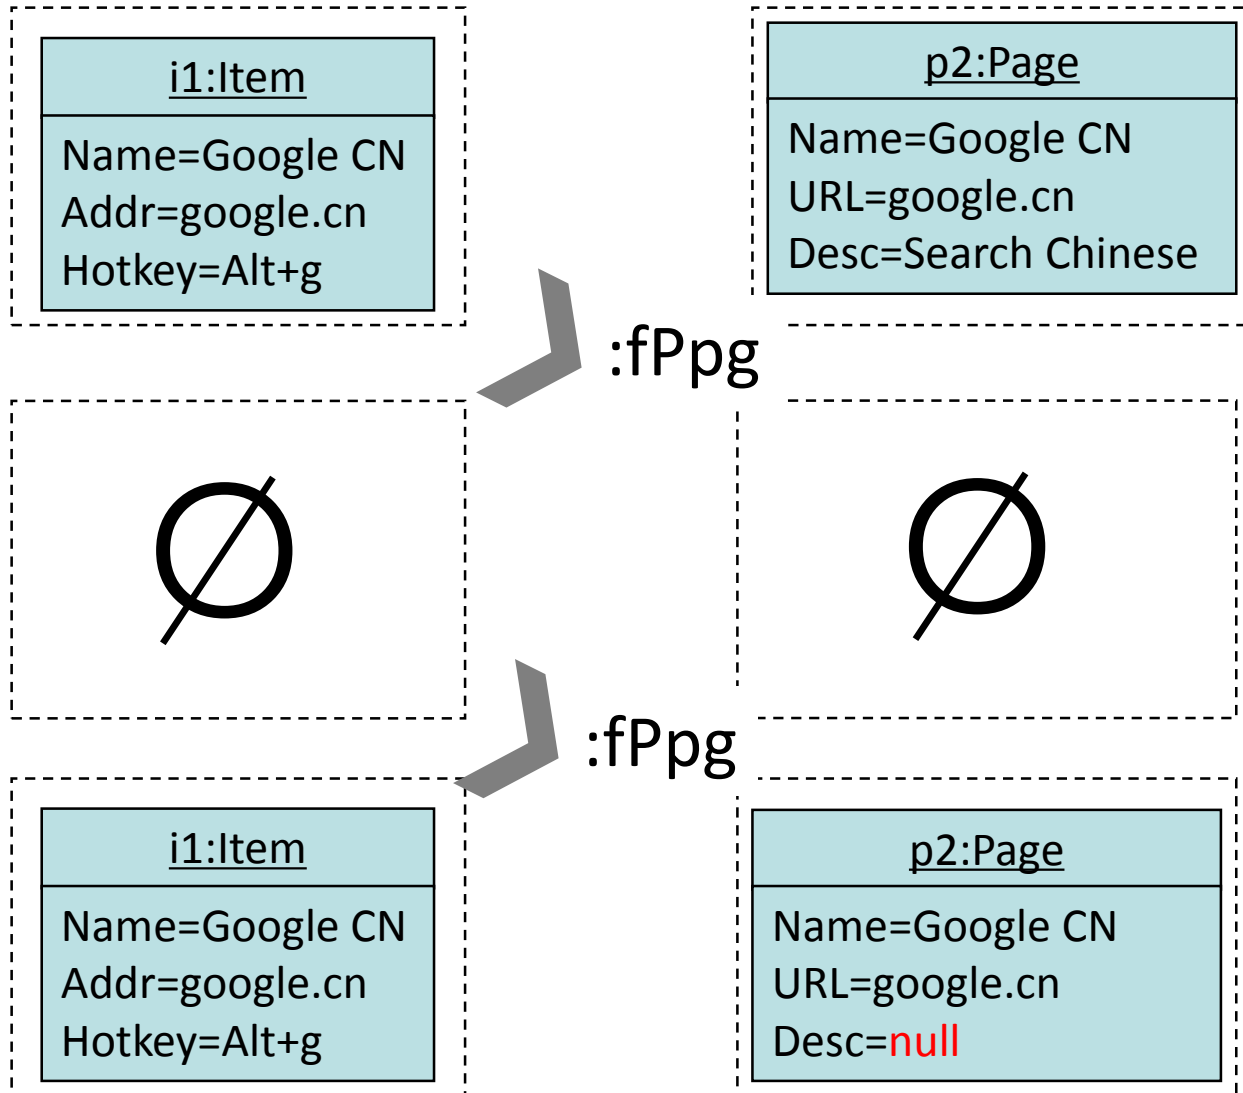 i1:Item
Name=Google CN
Addr=google.cn
Hotkey=Alt+g
p2:Page
Name=Google CN
URL=google.cn
Desc=Search Chinese
:fPpg
Ø
Ø
:fPpg
i1:Item
Name=Google CN
Addr=google.cn
Hotkey=Alt+g
p2:Page
Name=Google CN
URL=google.cn
Desc=null